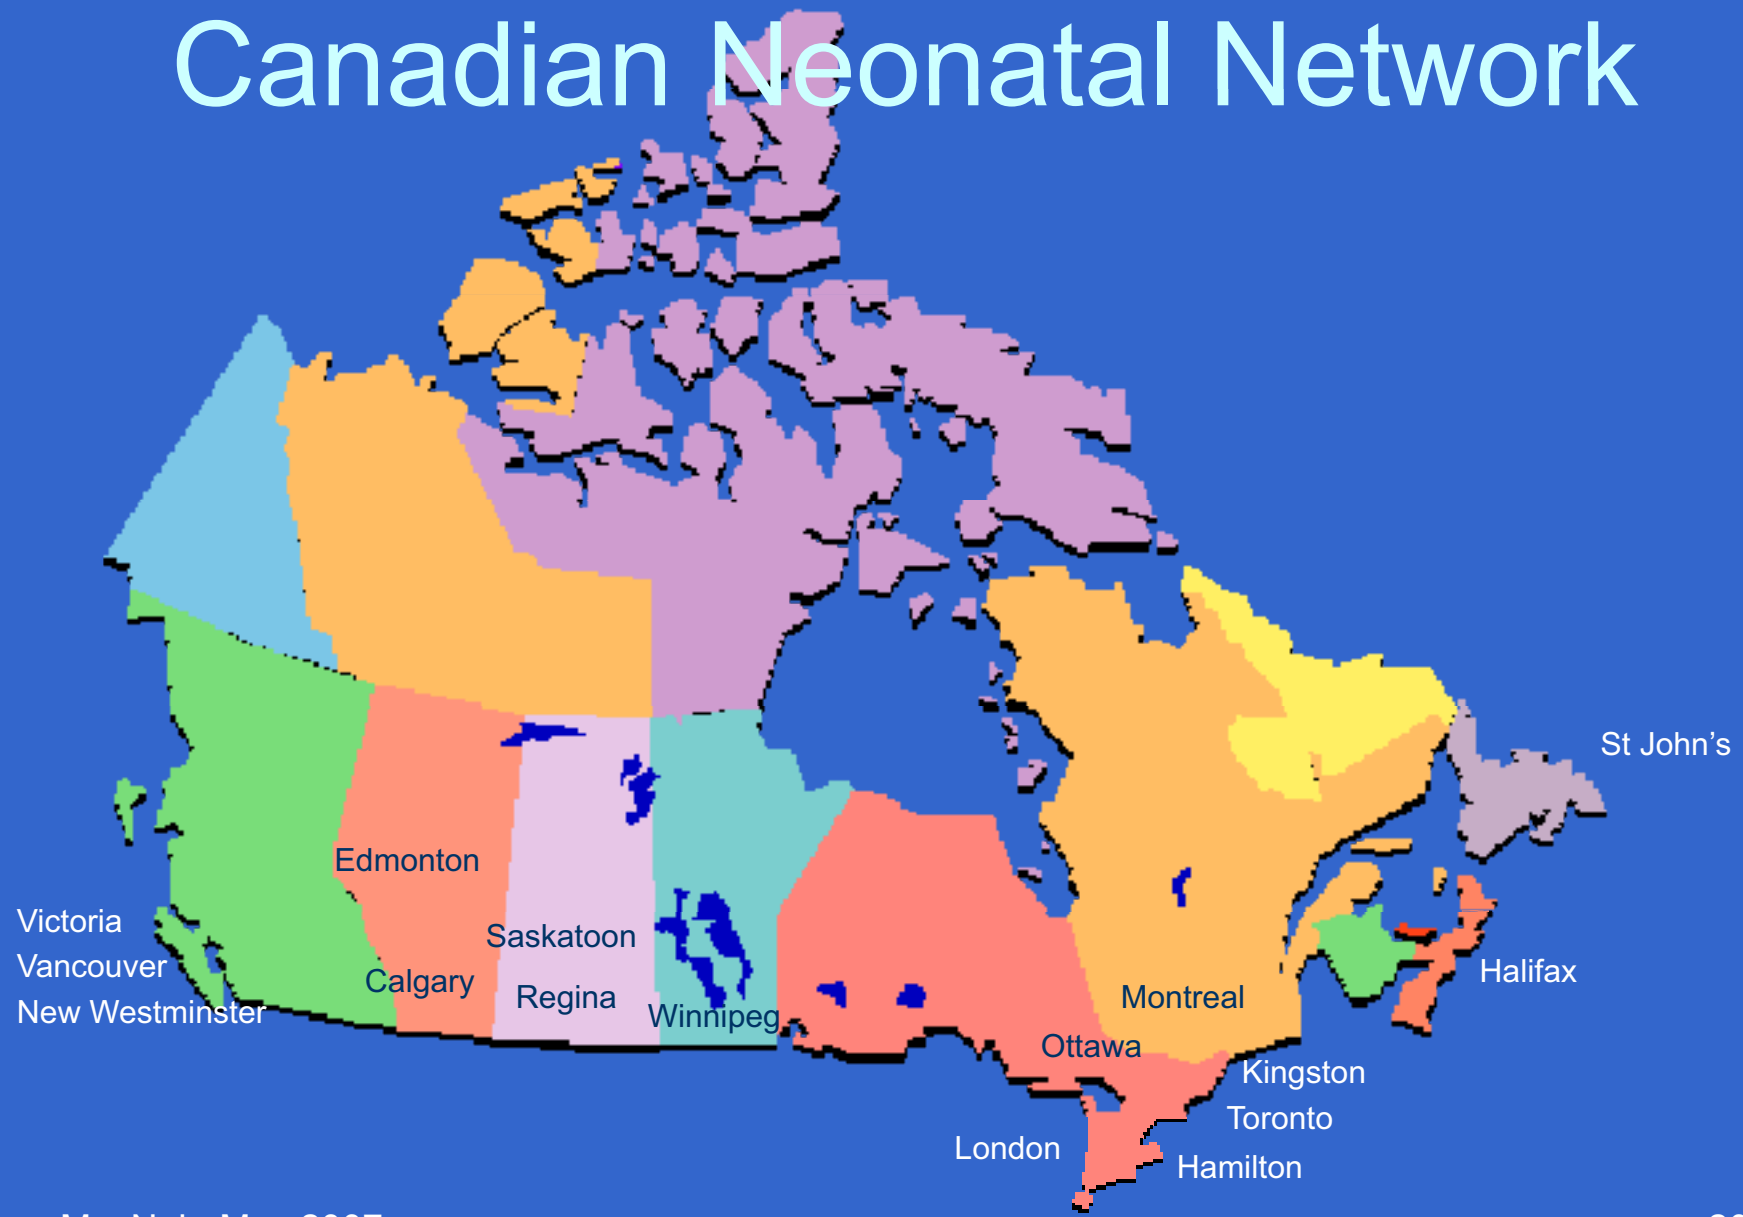 Canadian Neonatal Network
St John’s
Edmonton
Victoria
Saskatoon
Vancouver
Calgary
Halifax
Regina
Montreal
New Westminster
Winnipeg
Ottawa
Kingston
Toronto
London
Hamilton